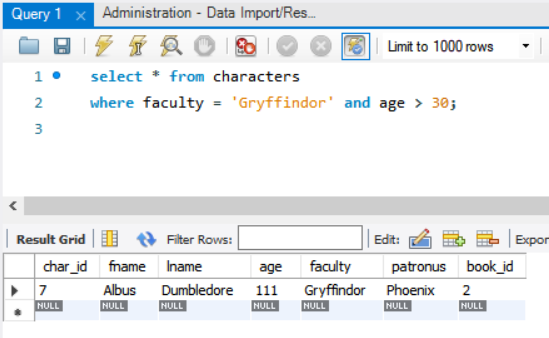 Query 1 × Administration - Data Import/Res...
Limit to 1000 rows
1 select * from characters
2 where faculty = 'Gryffindor' and age > 30;
3
Result Grid Filter Rows: Edit: Expor
char_id fname lname age faculty patronus book_id
7 Albus Dumbledore 111 Gryffindor Phoenix 2
NULL NULL NULL NULL NULL NULL NULL